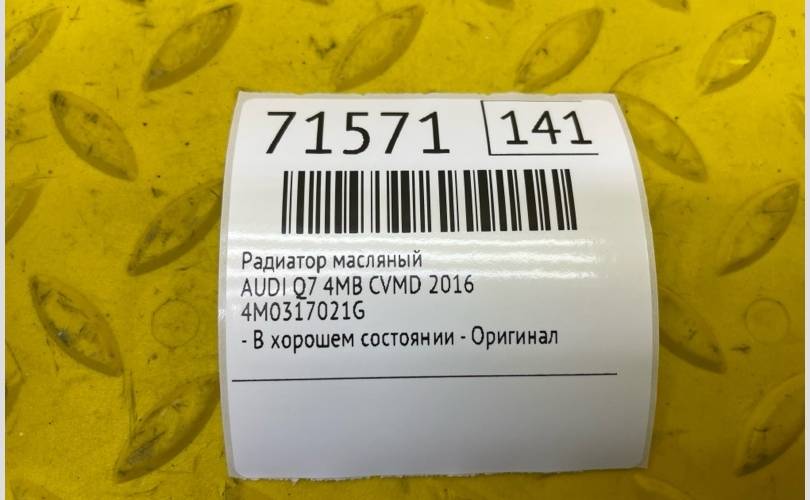 71571 141
Радиатор масляный
AUDI Q7 4MB CVMD 2016
4M0317021G
- В хорошем состоянии - Оригинал